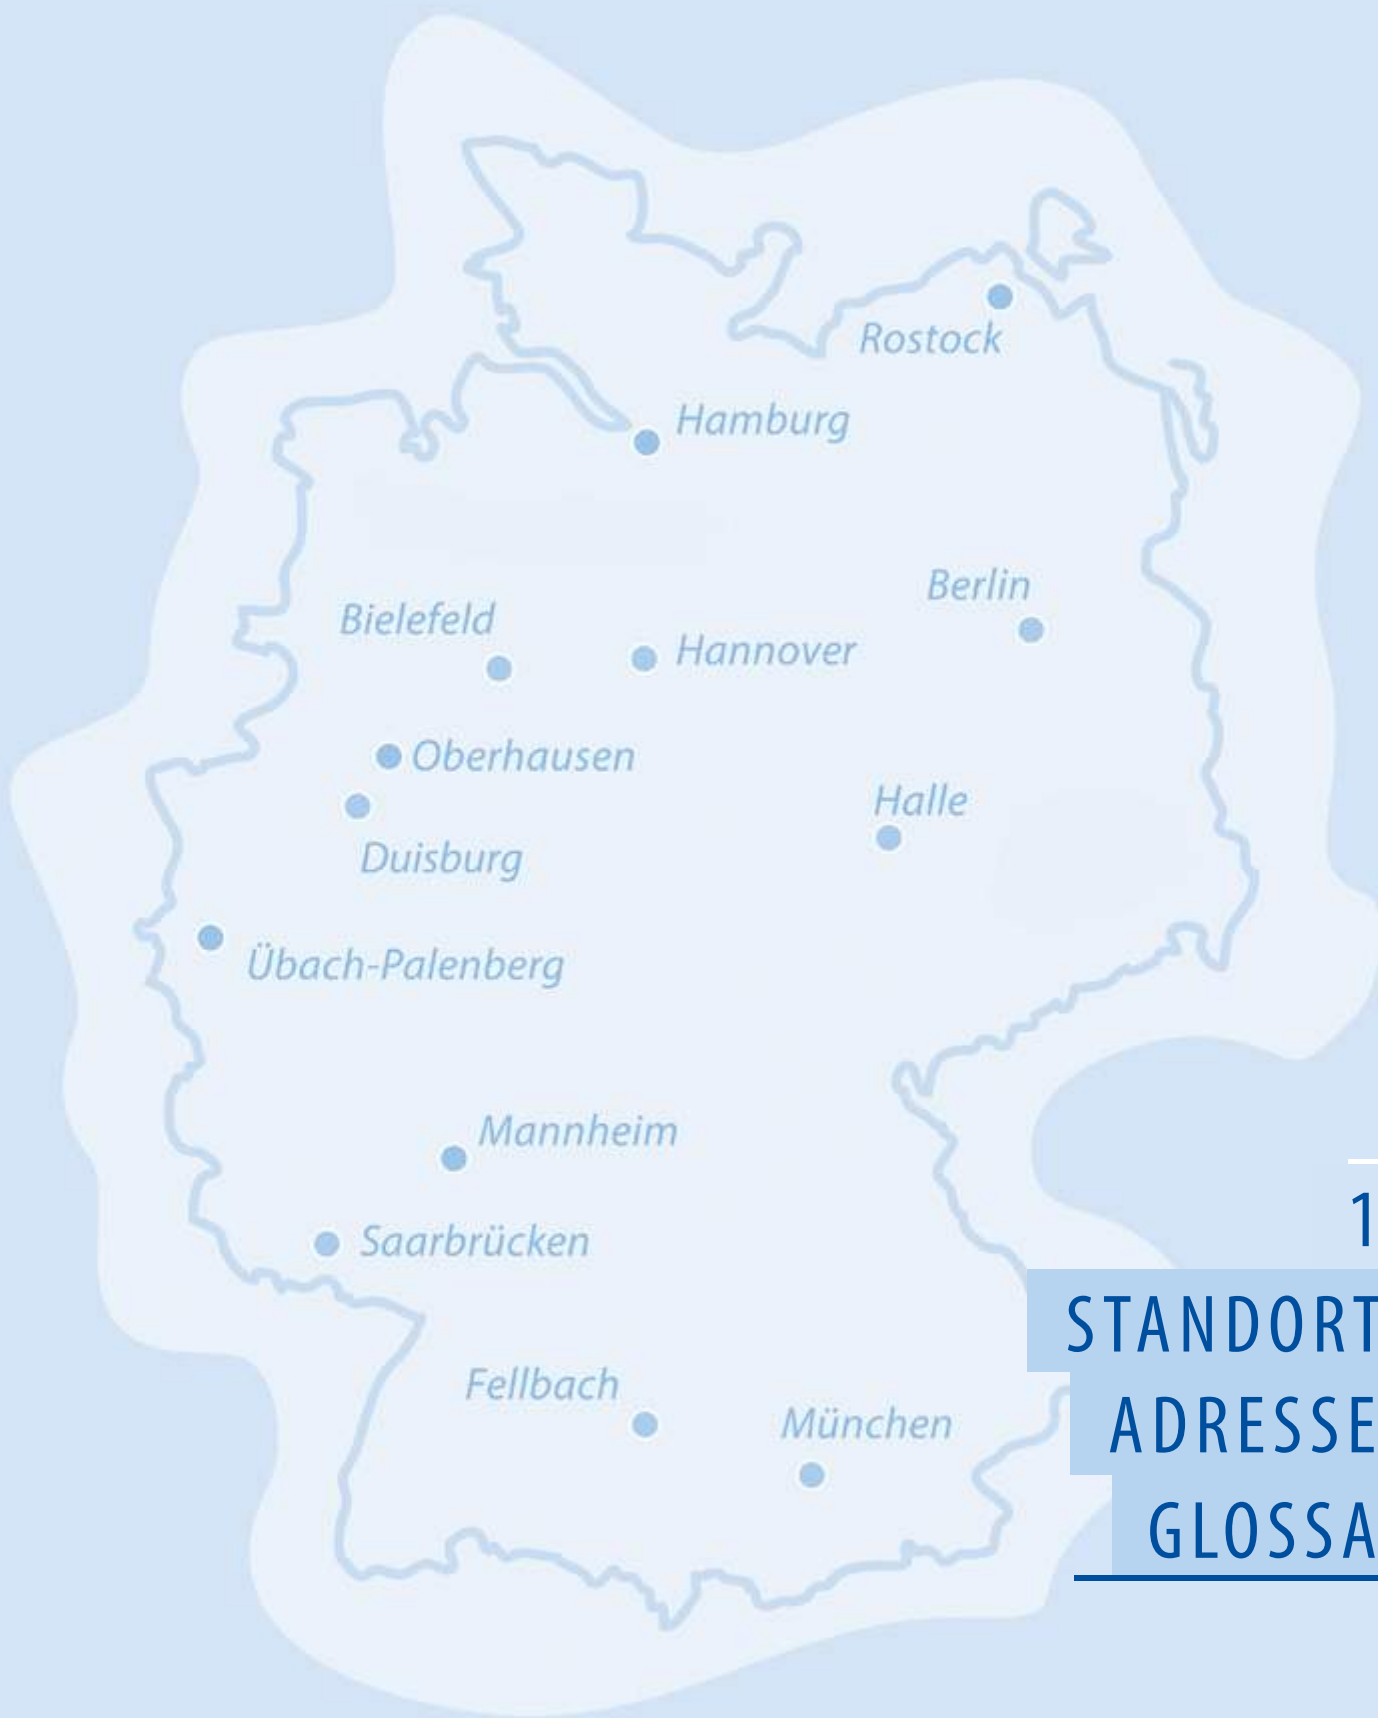 Rostock
Hamburg
Berlin
Bielefeld
Hannover
Oberhausen
Halle
Duisburg
Übach-Palenberg
Mannheim
Saarbrücken
Fellbach
München
1
STANDORT
ADRESSE
GLOSSA